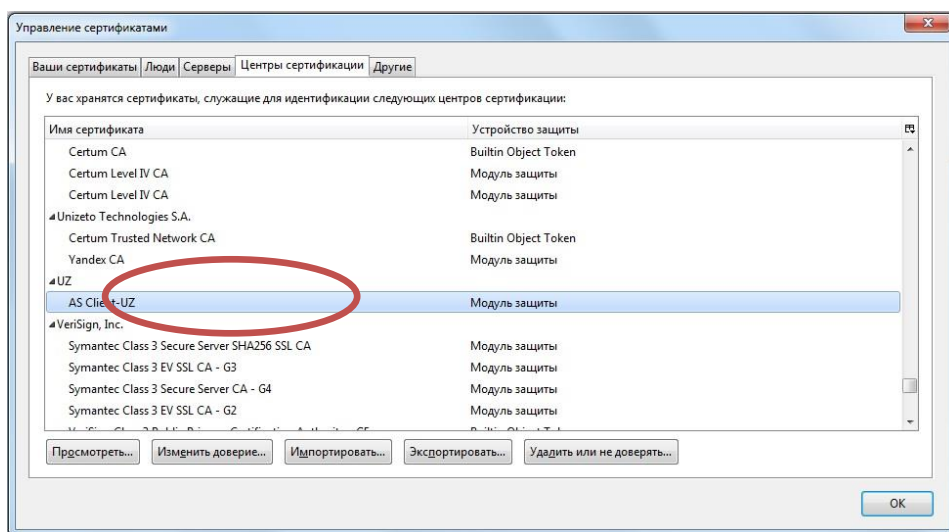 Управление сертификатами
Ваши сертификаты Люди Серверы Центры сертификации Другие
У вас хранятся сертификаты, служащие для идентификации следующих центров сертификации:
Имя сертификата Устройство защиты
Certum CA Builtin Object Token
Certum Level IV CA Модуль защиты
Certum Level IV CA Модуль защиты
Unizeto Technologies S.A.
Certum Trusted Network CA Builtin Object Token
Yandex CA Модуль защиты
UZ
AS Client-UZ Модуль защиты
VeriSign, Inc.
Symantec Class 3 Secure Server SHA256 SSL CA Модуль защиты
Symantec Class 3 EV SSL CA - G3 Модуль защиты
Symantec Class 3 Secure Server CA - G4 Модуль защиты
Symantec Class 3 EV SSL CA - G2 Модуль защиты
Просмотреть... Изменить доверие... Импортировать... Экспортировать... Удалить или не доверять...
OK